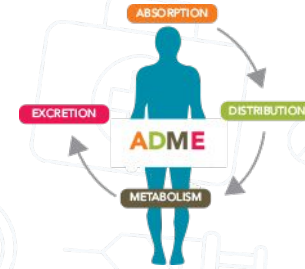 ABSORPTION
EXCRETION
DISTRIBUTION
ADME
METABOLISM